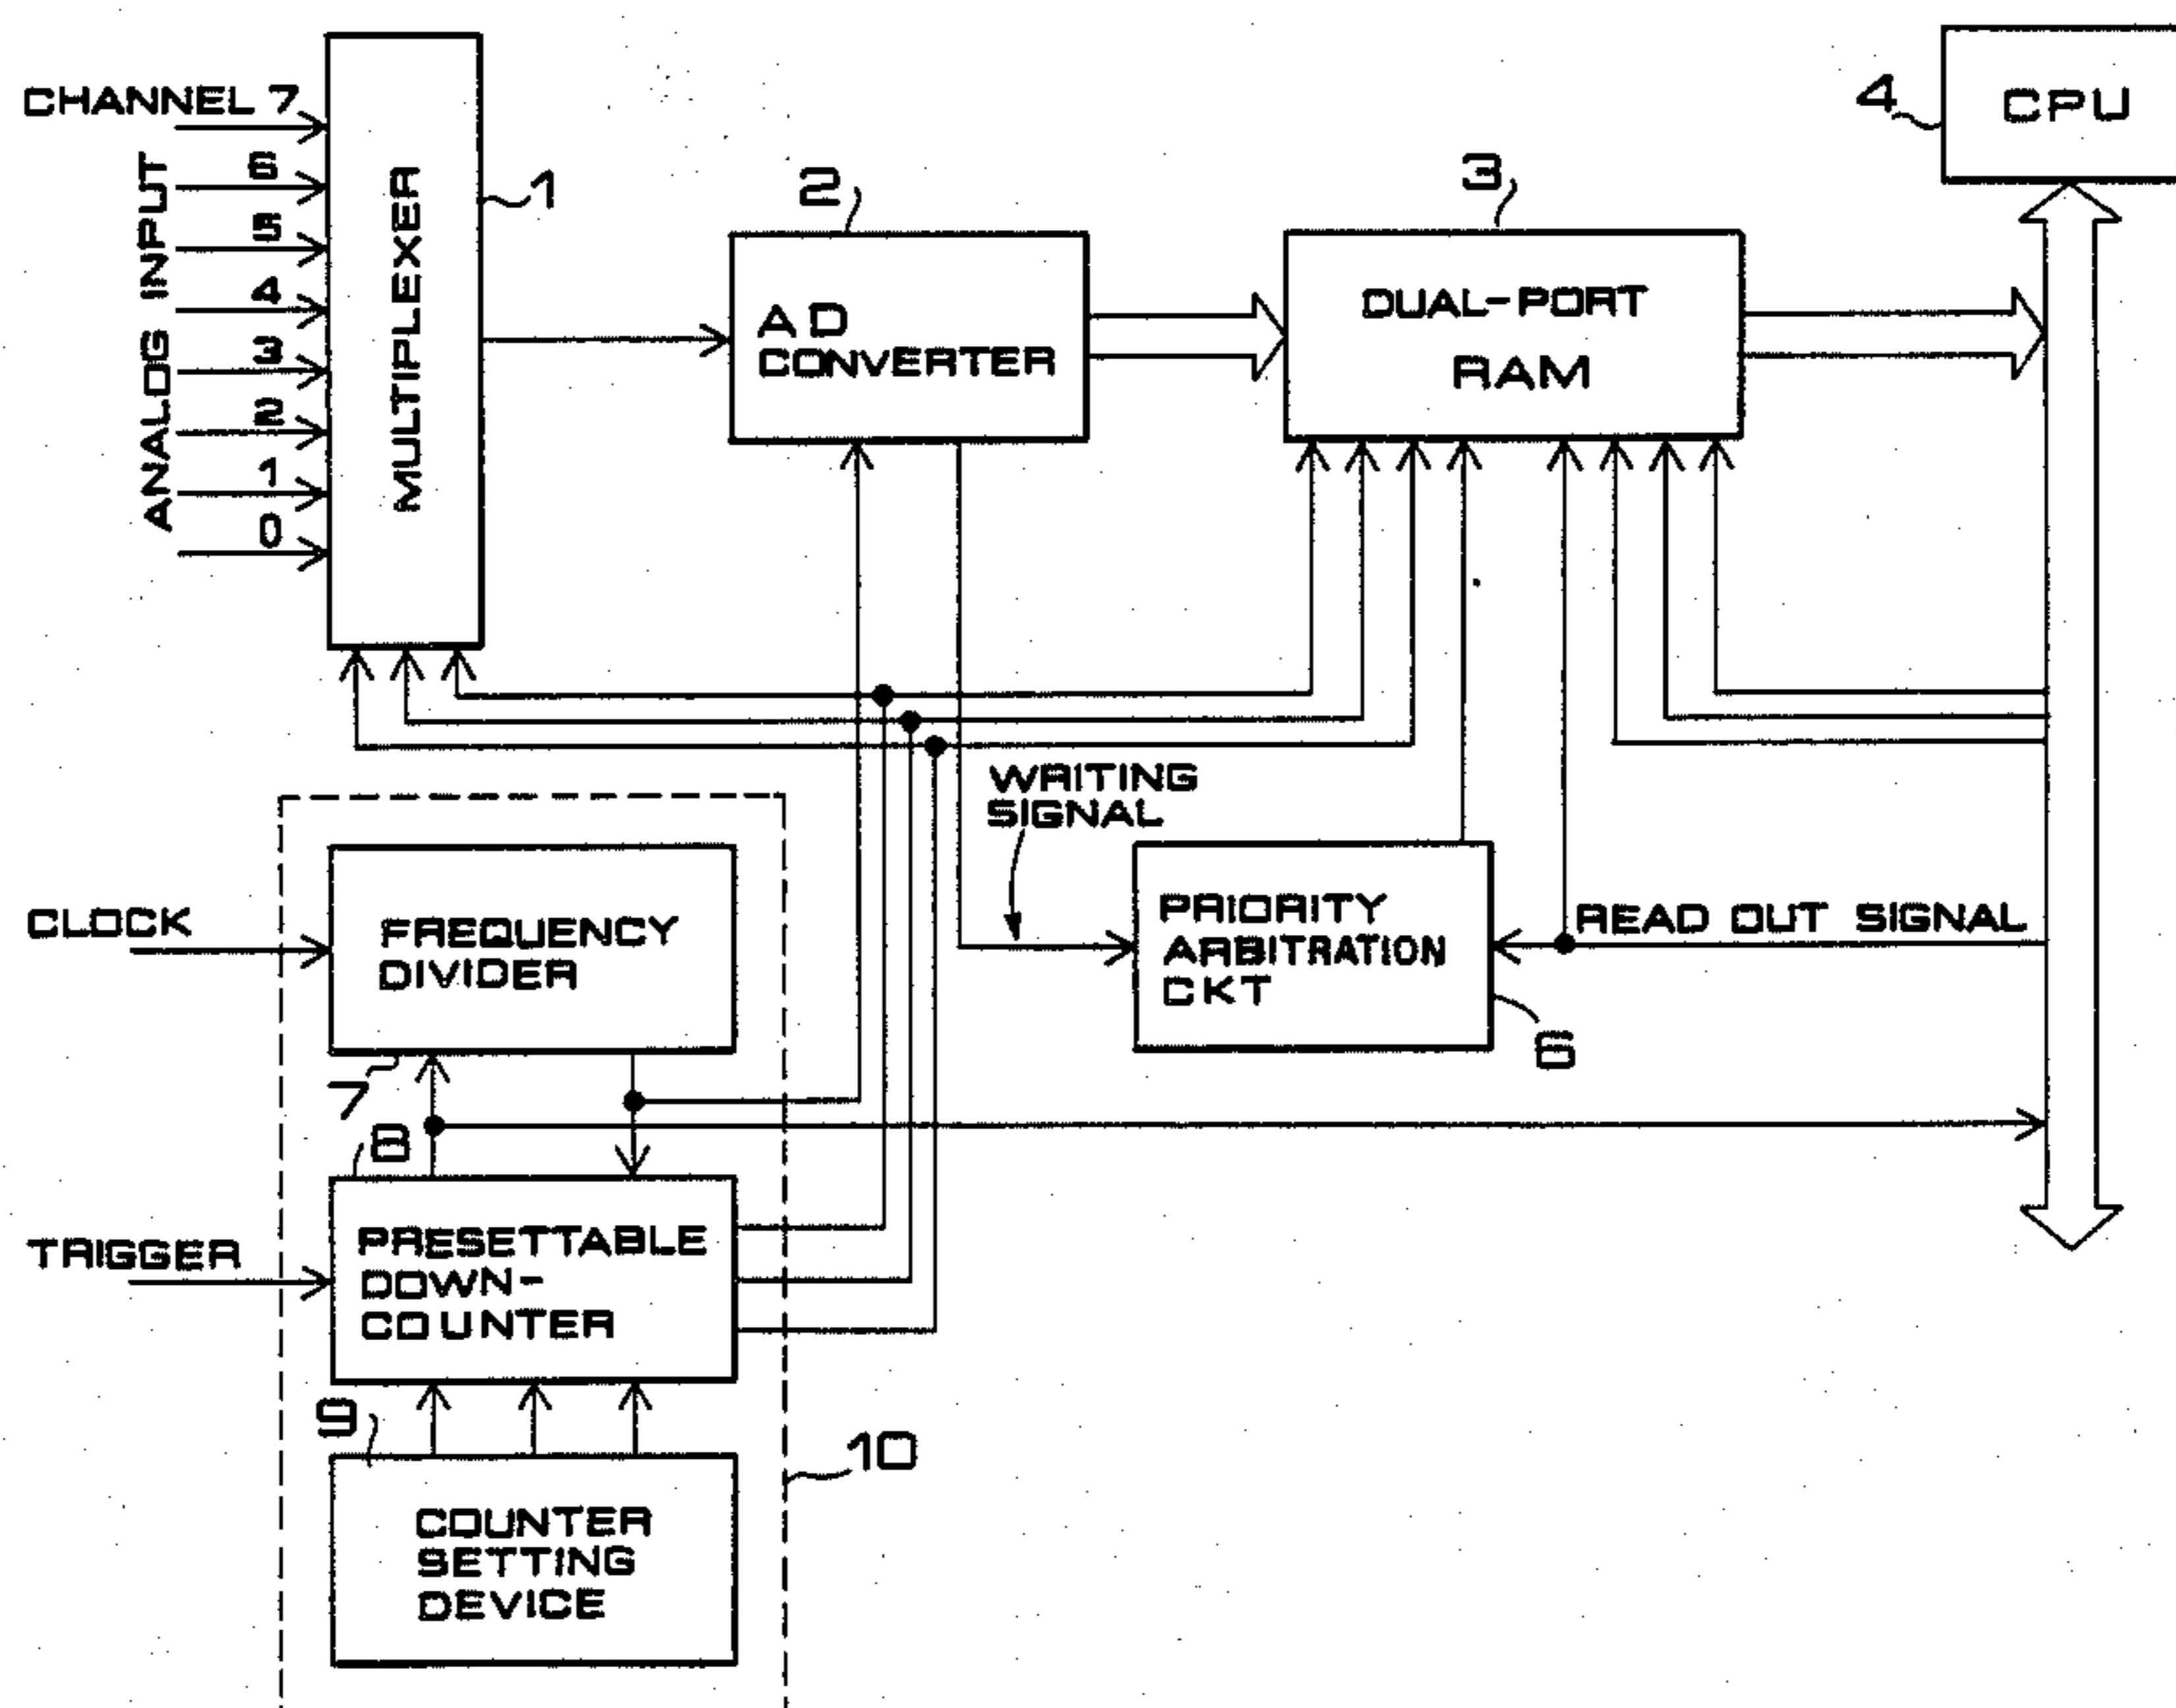 CHANNEL 7
6
5
4
3
2
1
0
ANALOG INPUT
MULTIPLEXER
1
2
AD
CONVERTER
3
DUAL-PORT
RAM
4
CPU
WRITING
SIGNAL
PRIORITY
ARBITRATION
CKT
6
READ OUT SIGNAL
CLOCK
FREQUENCY
DIVIDER
7
8
TRIGGER
PRESETTABLE
DOWN-
COUNTER
9
10
COUNTER
SETTING
DEVICE